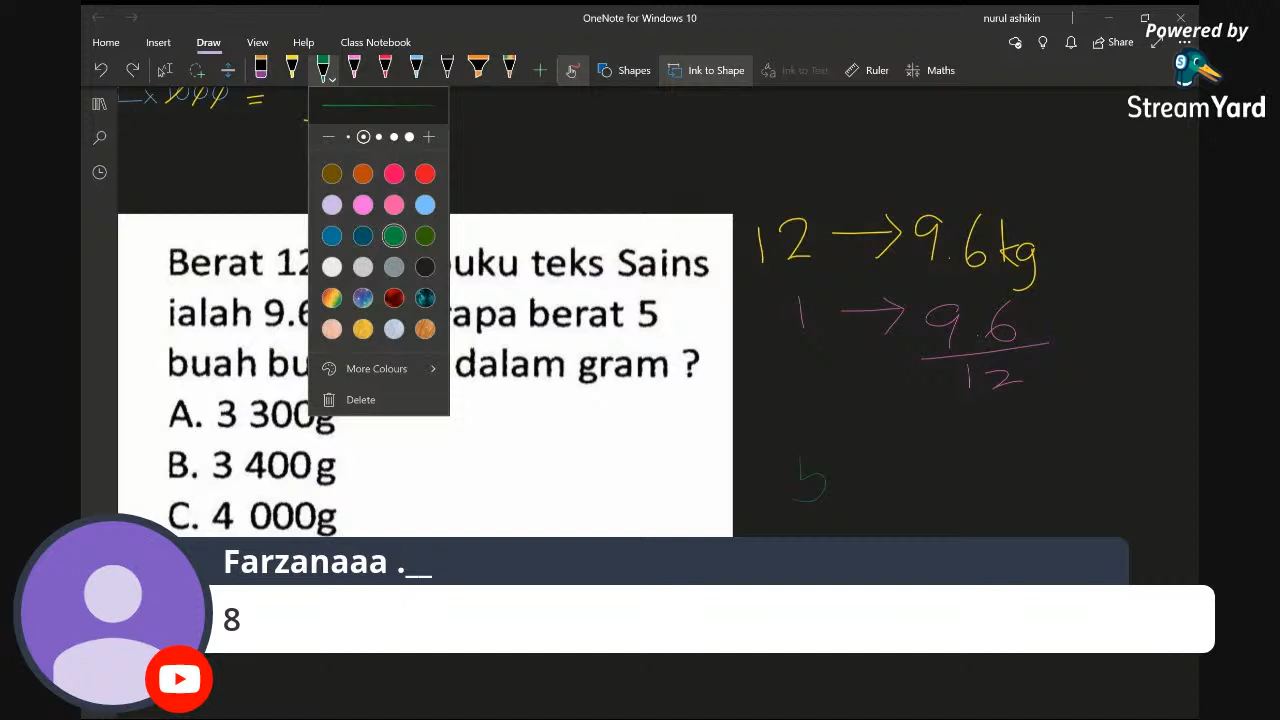 OneNote for Windows 10
nurul ashikin
Powered by
StreamYard
Home Insert Draw View Help Class Notebook
Share
Shapes
Ink to Shape
Ink to Text
Ruler
Maths
=
More Colours
Delete
Berat 12 buku teks Sains
ialah 9.6 apa berat 5
buah bu dalam gram ?
A. 3 300g
B. 3 400g
C. 4 000g
12 → 9.6kg
1 → 9.6
12
5
Farzanaaa .__
8